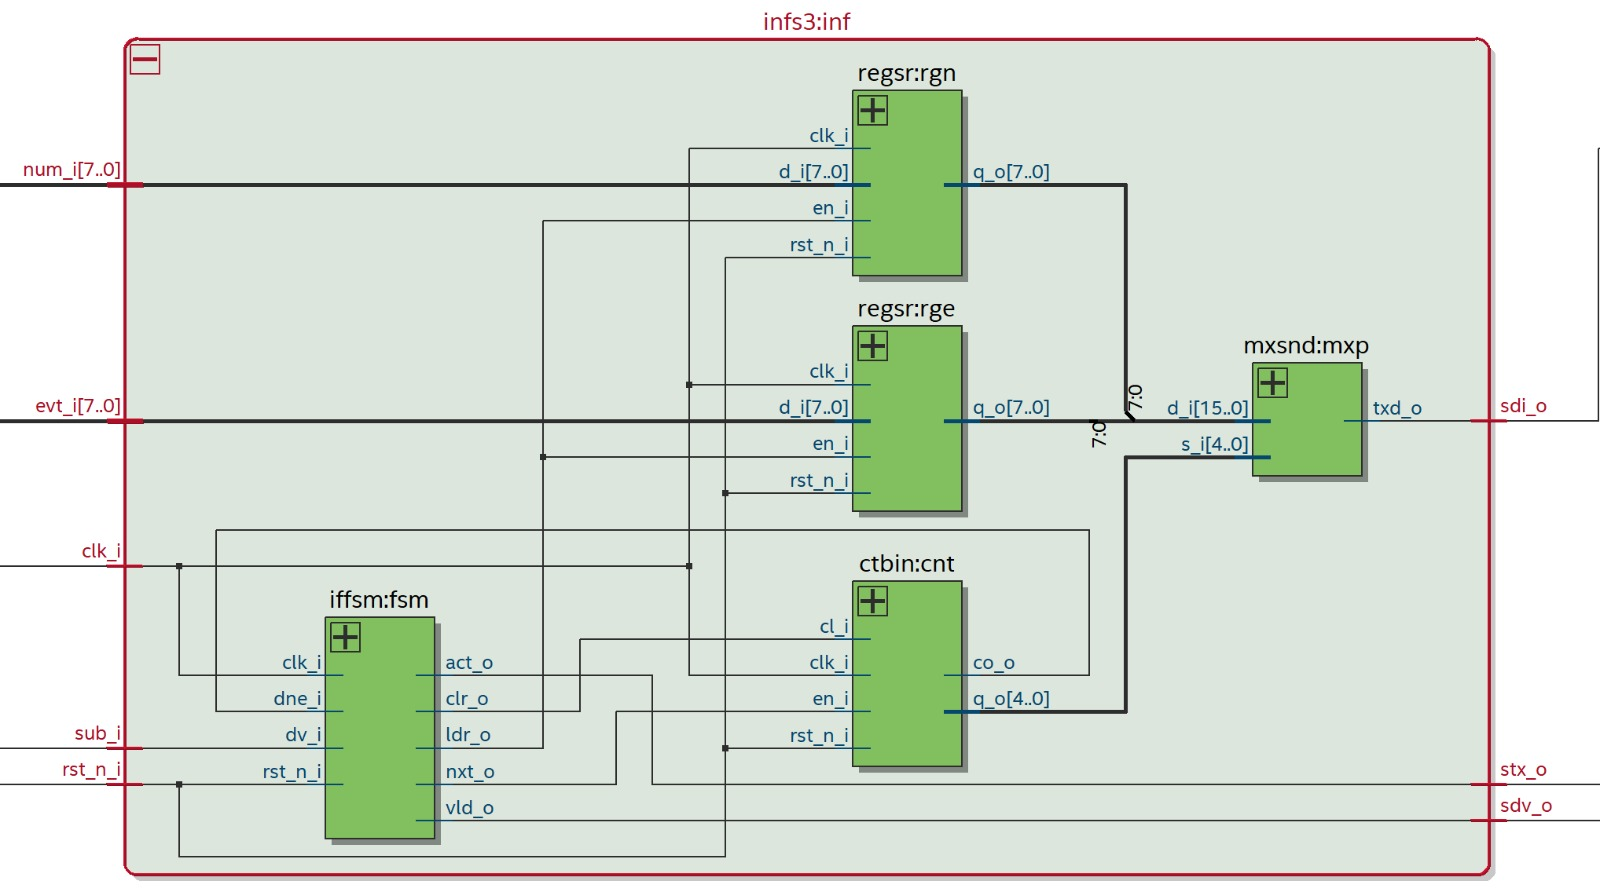 infs3:inf
regsr:rgn
clk_i
num_i[7..0]
d_i[7..0]
q_o[7..0]
en_i
rst_n_i
regsr:rge
mxsnd:mxp
clk_i
evt_i[7..0]
d_i[7..0]
q_o[7..0]
7:0
7:0
d_i[15..0]
txd_o
sdi_o
en_i
s_i[4..0]
rst_n_i
clk_i
ctbin:cnt
iffsm:fsm
cl_i
clk_i
act_o
clk_i
co_o
dne_i
clr_o
en_i
q_o[4..0]
sub_i
dv_i
ldr_o
rst_n_i
rst_n_i
rst_n_i
nxt_o
stx_o
vld_o
sdv_o